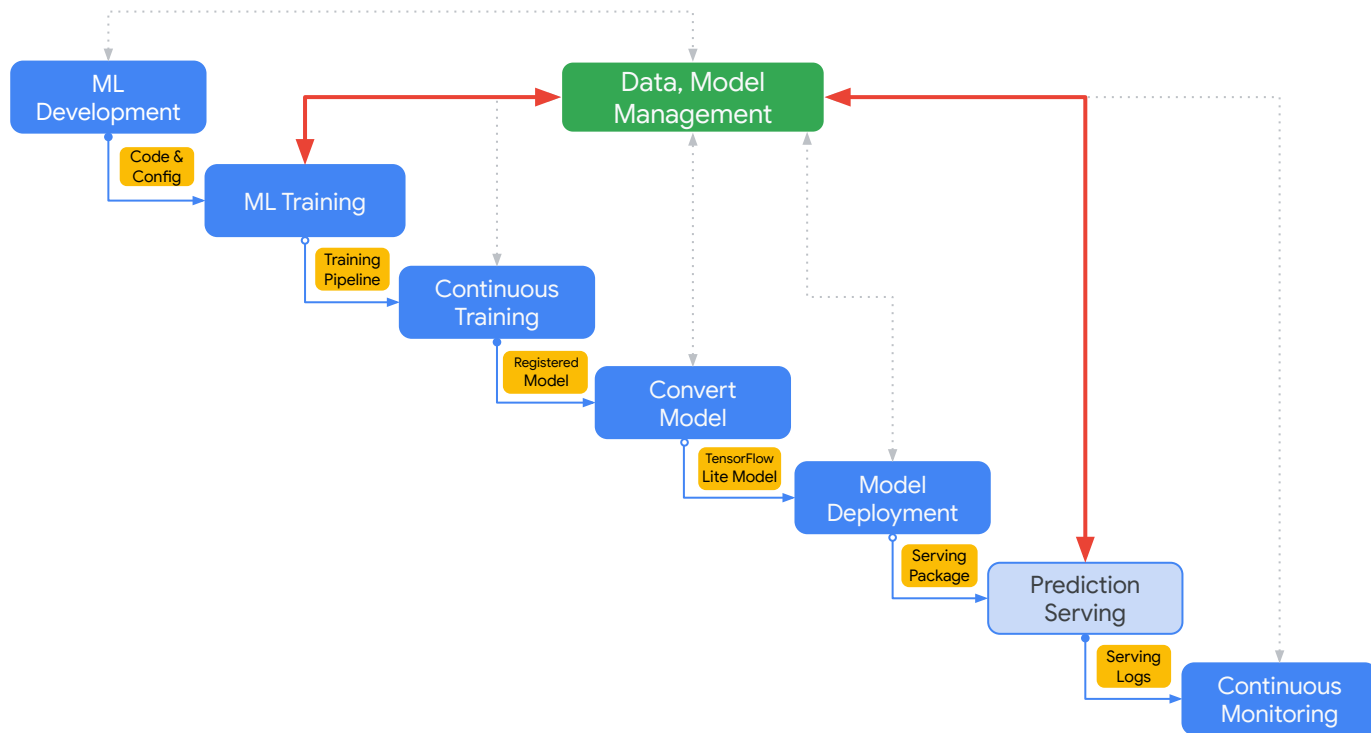 ML
Development
Data, Model
Management
Code &
Config
ML Training
Training
Pipeline
Continuous
Training
Registered
Model
Convert
Model
TensorFlow
Lite Model
Model
Deployment
Serving
Package
Prediction
Serving
Serving
Logs
Continuous
Monitoring